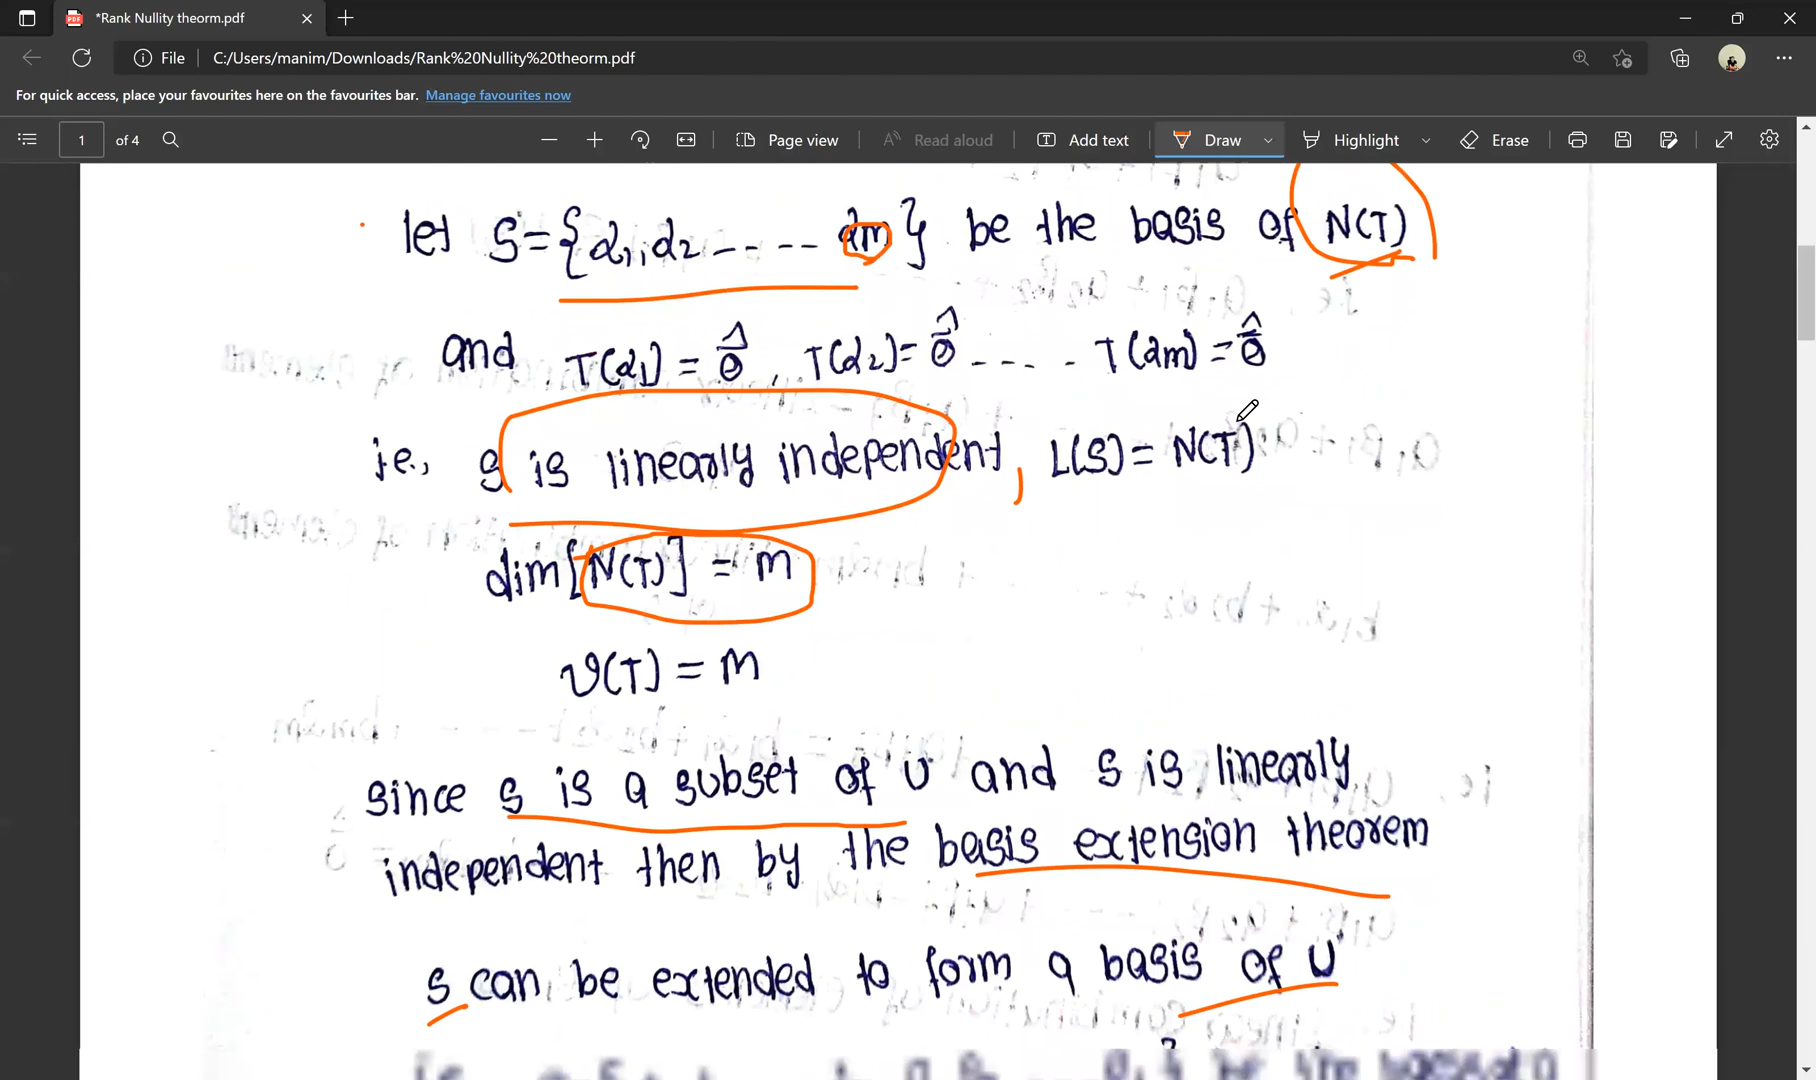 *Rank Nullity theorm.pdf
File C:/Users/manim/Downloads/Rank%20Nullity%20theorm.pdf
For quick access, place your favourites here on the favourites bar. Manage favourites now
1 of 4 Page view Read aloud Add text Draw Highlight Erase
let S={α1, α2 ---- αm} be the basis of N(T)
and T(α1) = Ô, T(α2) = Ô ---- T(αm) = Ô
i.e., S is linearly independent, L(S) = N(T)
dim[N(T)] = m
ϑ(T) = m
since s is a subset of U and s is linearly
independent then by the basis extension theorem
s can be extended to form a basis of U